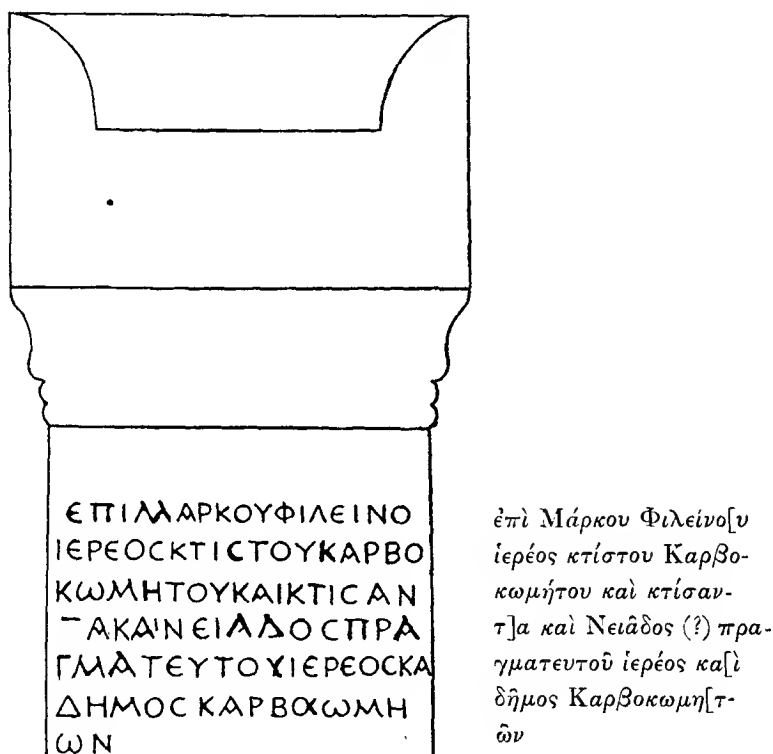 ΕΠΙΜΑΡΚΟΥΦΙΛΕΙΝΟ
ΙΕΡΕΟϹΚΤΙϹΤΟΥΚΑΡΒΟ
ΚΩΜΗΤΟΥΚΑΙΚΤΙϹΑΝ
ΤΑΚΑΙΝΕΙΑΔΟϹΠΡΑ
ΓΜΑΤΕΥΤΟΥΙΕΡΕΟϹΚΑ
ΔΗΜΟϹΚΑΡΒΟΚΩΜΗ
ΩΝ
ἐπὶ Μάρκου Φιλείνο[υ
ἱερέος κτίστου Καρβο-
κωμήτου καὶ κτίσαν-
τ]α καὶ Νειᾶδος (?) πρα-
γματευτοῦ ἱερέος κα[ὶ
δῆμος Καρβοκωμη[τ-
ῶν